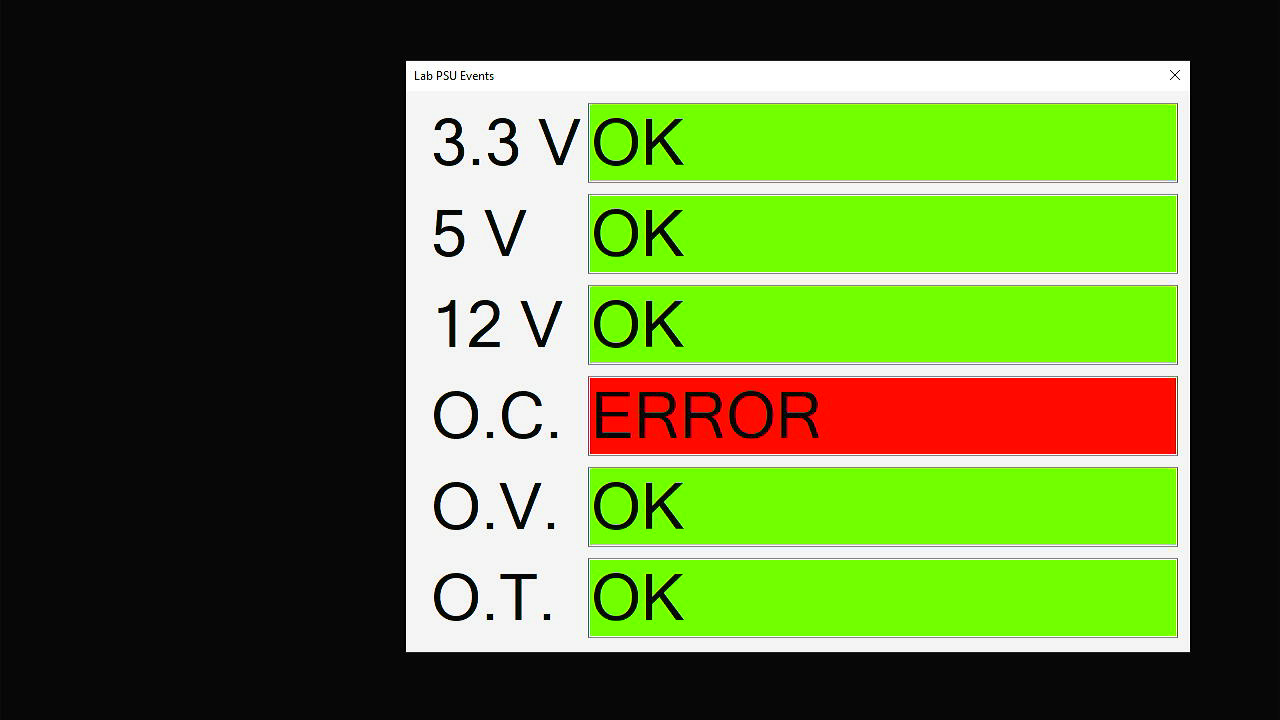 Lab PSU Events
3.3 V OK
5 V OK
12 V OK
O.C. ERROR
O.V. OK
O.T. OK